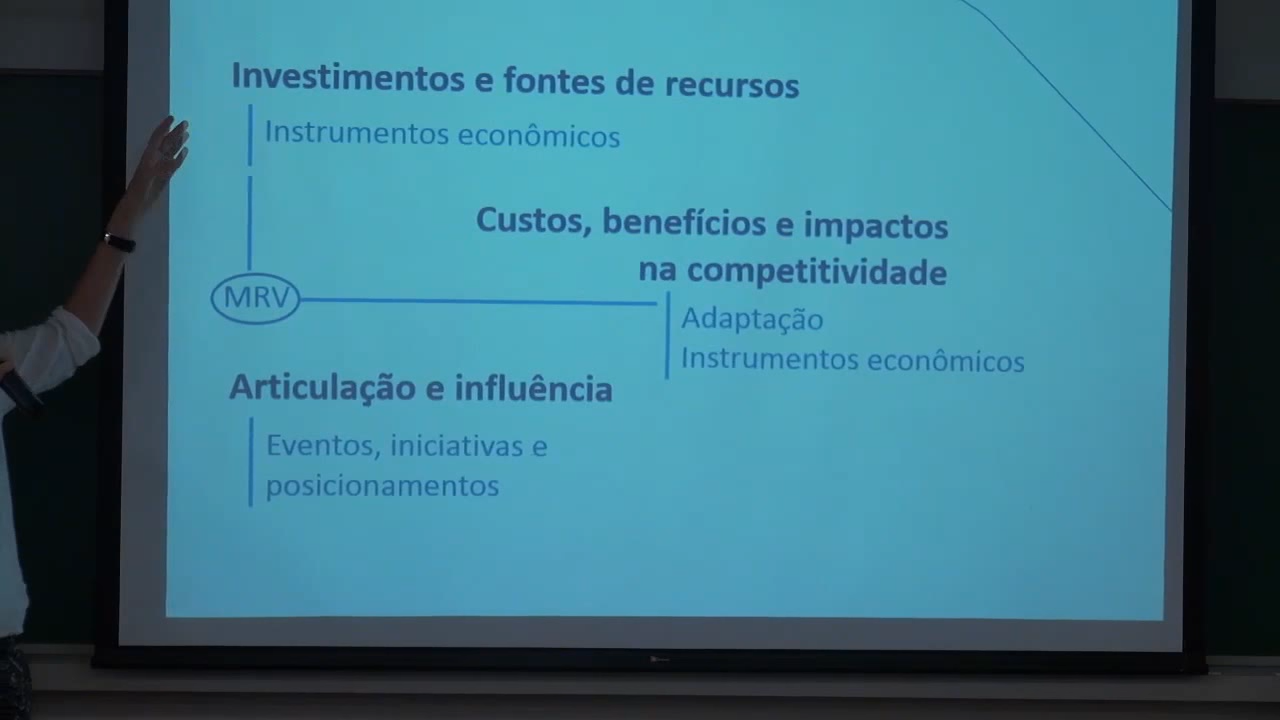 Investimentos e fontes de recursos
Instrumentos econômicos
Custos, benefícios e impactos
na competitividade
MRV
Adaptação
Instrumentos econômicos
Articulação e influência
Eventos, iniciativas e
posicionamentos